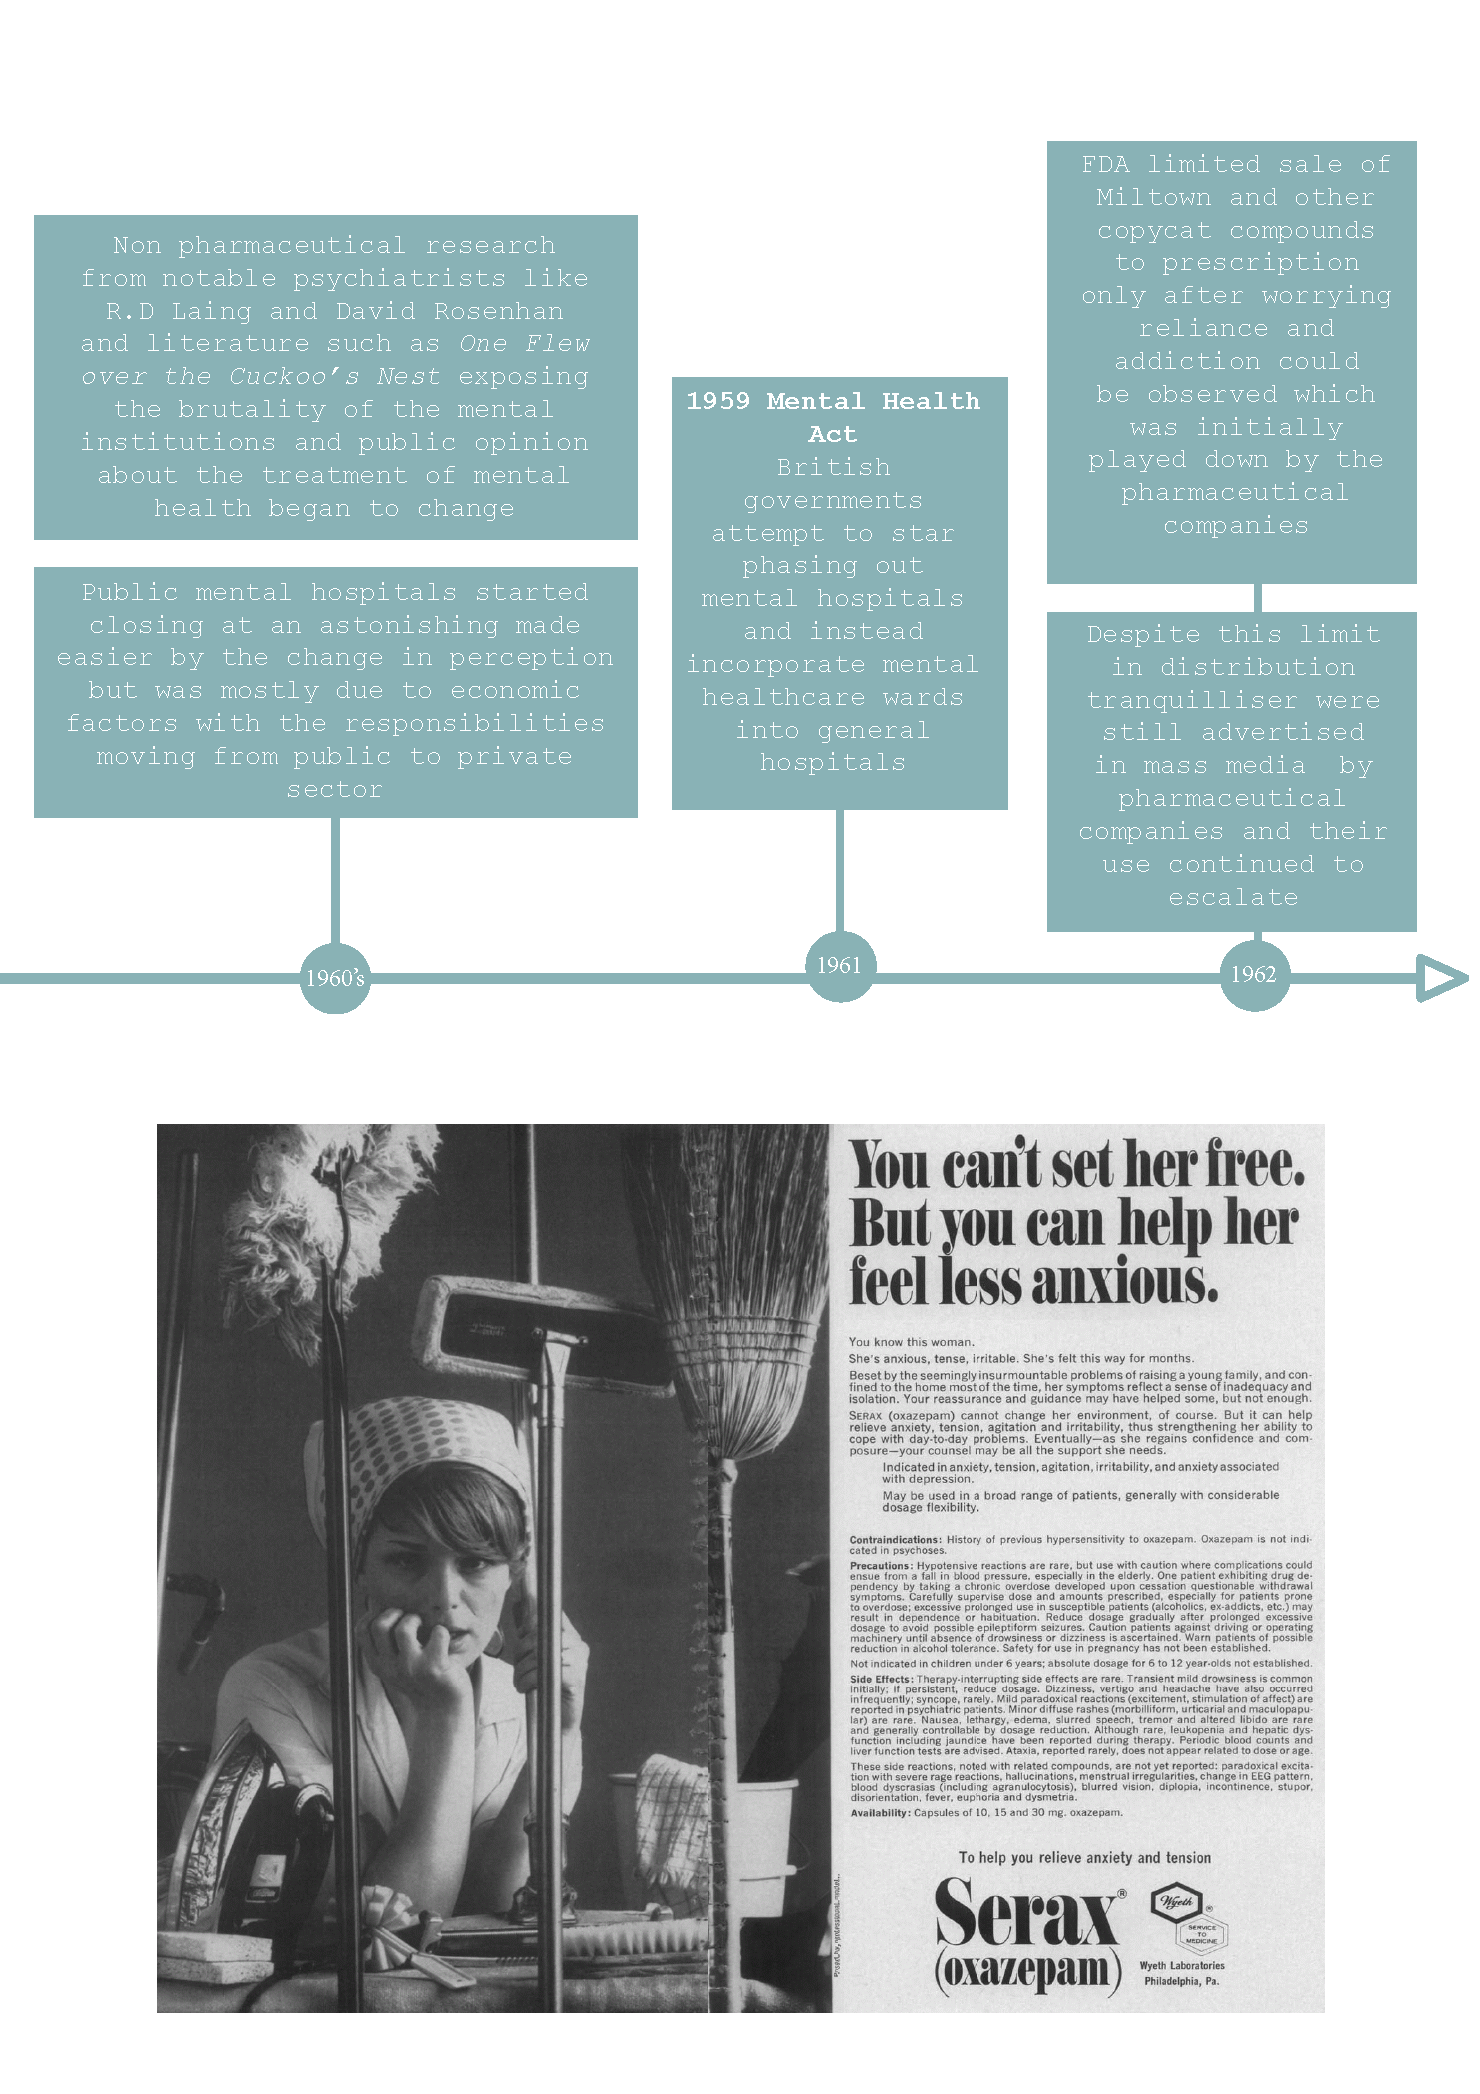 Non pharmaceutical research
from notable psychiatrists like
R.D Laing and David Rosenhan
and literature such as One Flew
over the Cuckoo's Nest exposing
the brutality of the mental
institutions and public opinion
about the treatment of mental
health began to change
Public mental hospitals started
closing at an astonishing made
easier by the change in perception
but was mostly due to economic
factors with the responsibilities
moving from public to private
sector
1960's
1959 Mental Health
Act
British
governments
attempt to star
phasing out
mental hospitals
and instead
incorporate mental
healthcare wards
into general
hospitals
1961
FDA limited sale of
Miltown and other
copycat compounds
to prescription
only after worrying
reliance and
addiction could
be observed which
was initially
played down by the
pharmaceutical
companies
Despite this limit
in distribution
tranquilliser were
still advertised
in mass media by
pharmaceutical
companies and their
use continued to
escalate
1962
You can't set her free.
But you can help her
feel less anxious.
You know this woman.
She's anxious, tense, irritable. She's felt this way for months.
Beset by the seemingly insurmountable problems of raising a young family, and con-
fined to the home most of the time, her symptoms reflect a sense of inadequacy and
isolation. Your reassurance and guidance may have helped some, but not enough.
SERAX (oxazepam) cannot change her environment, of course. But it can help
relieve anxiety, tension, agitation and irritability, thus strengthening her ability to
cope with day-to-day problems. Eventually—as she regains confidence and com-
posure—your counsel may be all the support she needs.
Indicated in anxiety, tension, agitation, irritability, and anxiety associated
with depression.
May be used in a broad range of patients, generally with considerable
dosage flexibility.
Contraindications: History of previous hypersensitivity to oxazepam. Oxazepam is not indi-
cated in psychoses.
Precautions: Hypotensive reactions are rare, but use with caution where complications could
ensue from a fall in blood pressure, especially in the elderly. One patient exhibiting drug de-
pendency by taking a chronic overdose developed upon cessation questionable withdrawal
symptoms. Carefully supervise dose and amounts prescribed, especially for patients prone
to overdose; excessive prolonged use in susceptible patients (alcoholics, ex-addicts, etc.) may
result in dependence or habituation. Reduce dosage gradually after prolonged excessive
dosage to avoid possible epileptiform seizures. Caution patients against driving or operating
machinery until absence of drowsiness or dizziness is ascertained. Warn patients of possible
reduction in alcohol tolerance. Safety for use in pregnancy has not been established.
Not indicated in children under 6 years; absolute dosage for 6 to 12 year-olds not established.
Side Effects: Therapy-interrupting side effects are rare. Transient mild drowsiness is common
initially; if persistent, reduce dosage. Dizziness, vertigo and headache have also occurred
infrequently; syncope, rarely. Mild paradoxical reactions (excitement, stimulation of affect) are
reported in psychiatric patients. Minor diffuse rashes (morbilliform, urticarial and maculopapu-
lar) are rare. Nausea, lethargy, edema, slurred speech, tremor and altered libido are rare
and generally controllable by dosage reduction. Although rare, leukopenia and hepatic dys-
function including jaundice have been reported during therapy. Periodic blood counts and
liver function tests are advised. Ataxia, reported rarely, does not appear related to dose or age.
These side reactions, noted with related compounds, are not yet reported: paradoxical excita-
tion with severe rage reactions, hallucinations, menstrual irregularities, change in EEG pattern,
blood dyscrasias (including agranulocytosis), blurred vision, diplopia, incontinence, stupor,
disorientation, fever, euphoria and dysmetria.
Availability: Capsules of 10, 15 and 30 mg. oxazepam.
To help you relieve anxiety and tension
Serax®
(oxazepam)
Wyeth ®
SERVICE
TO
MEDICINE
Wyeth Laboratories
Philadelphia, Pa.